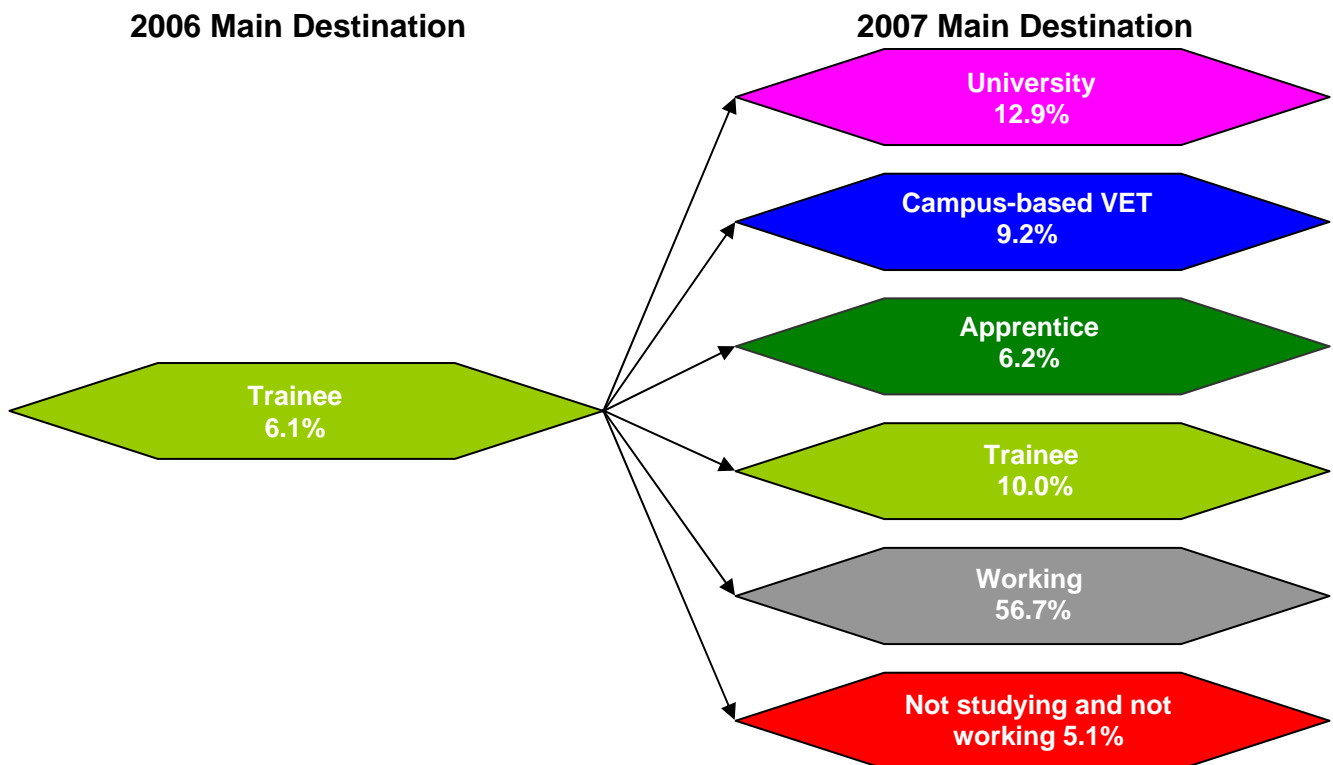 2006 Main Destination
2007 Main Destination
University
12.9%
Campus-based VET
9.2%
Apprentice
6.2%
Trainee
6.1%
Trainee
10.0%
Working
56.7%
Not studying and not
working 5.1%